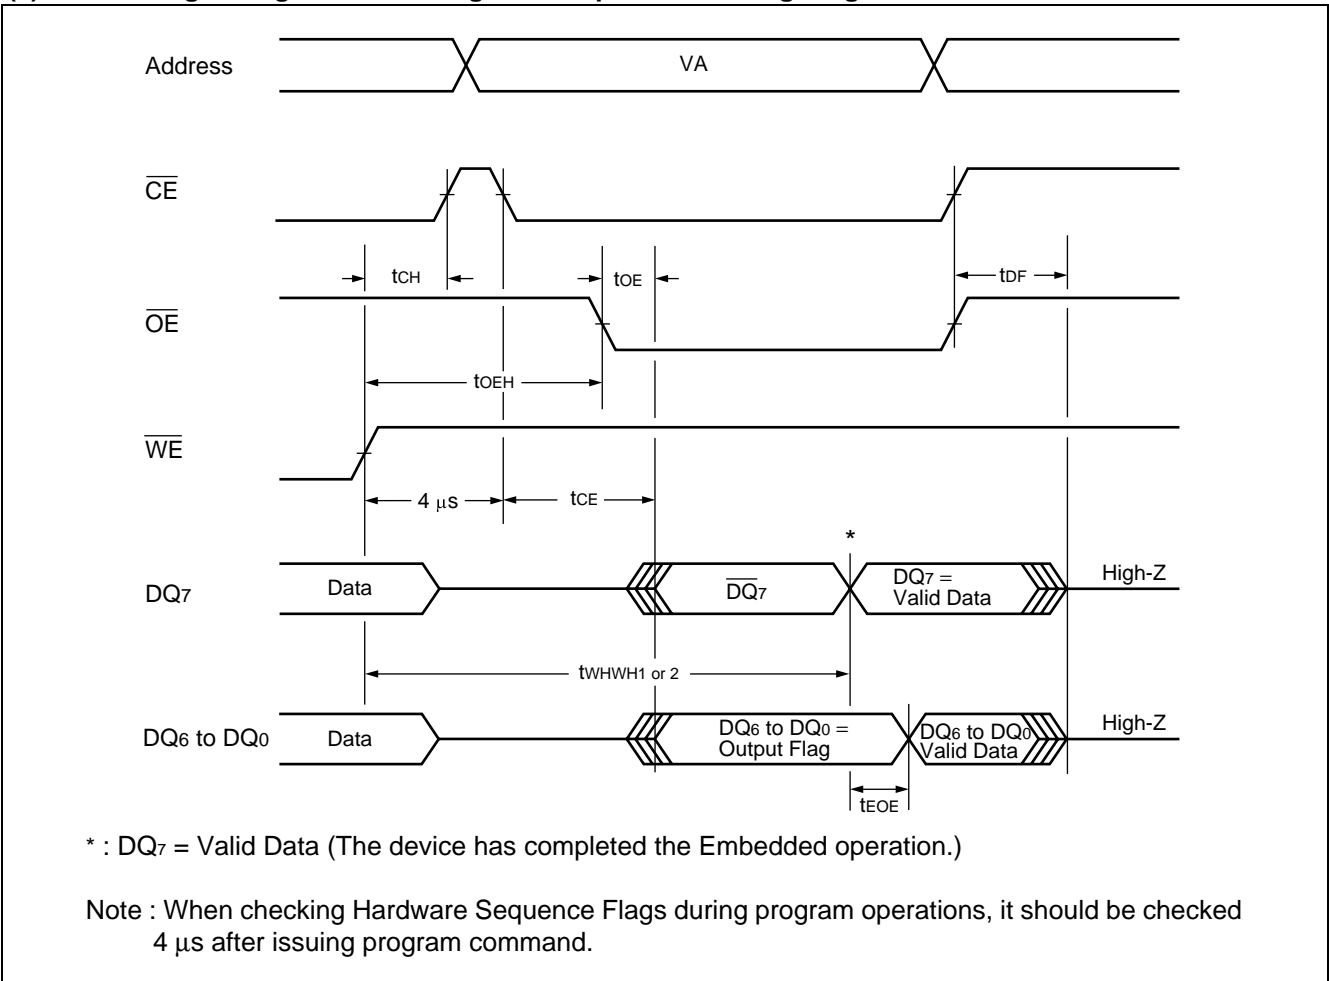 Address
VA
CE
tCH
tOE
tDF
OE
tOEH
WE
4 μs
tCE
*
DQ7
Data
DQ7
DQ7 =
Valid Data
High-Z
tWHWH1 or 2
DQ6 to DQ0
Data
DQ6 to DQ0 =
Output Flag
DQ6 to DQ0
Valid Data
High-Z
tEOE
* : DQ7 = Valid Data (The device has completed the Embedded operation.)
Note : When checking Hardware Sequence Flags during program operations, it should be checked
4 μs after issuing program command.